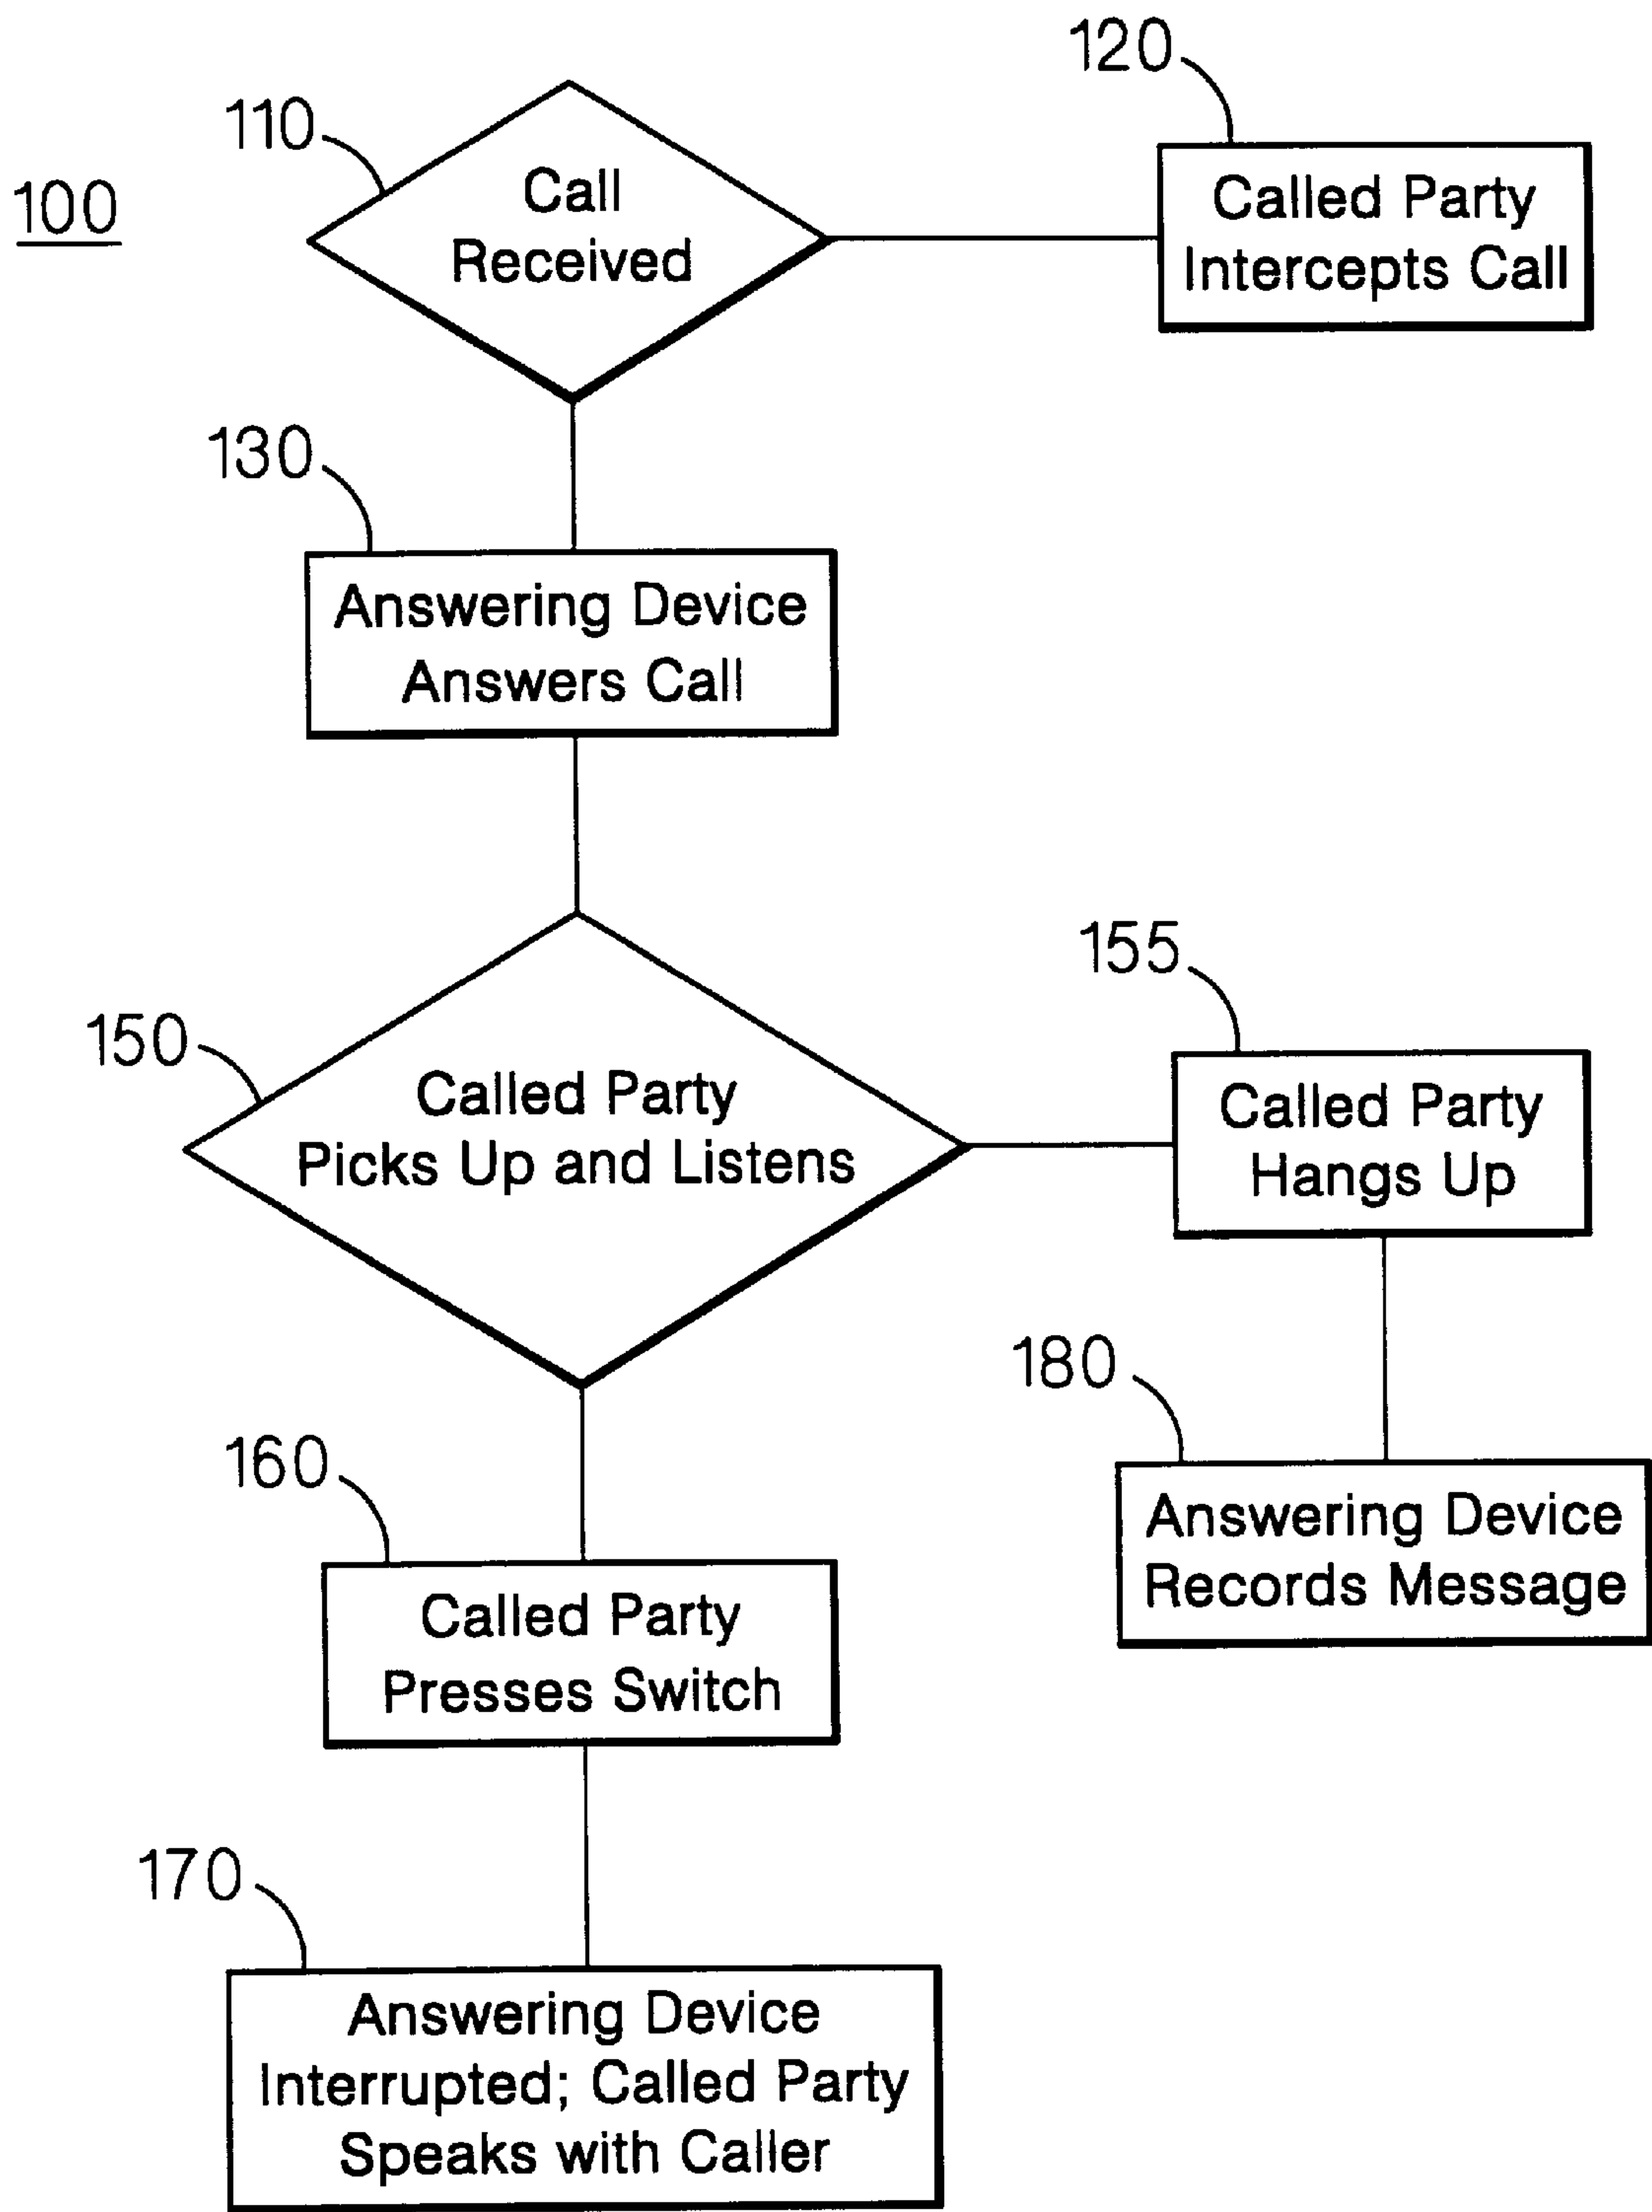 120
110
100
Call
Received
Called Party
Intercepts Call
130
Answering Device
Answers Call
155
150
Called Party
Picks Up and Listens
Called Party
Hangs Up
180
160
Answering Device
Records Message
Called Party
Presses Switch
170
Answering Device
Interrupted; Called Party
Speaks with Caller